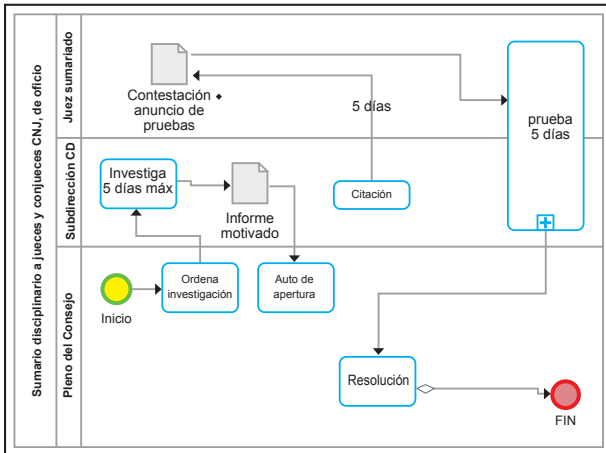 Sumario disciplinario a jueces y conjueces CNJ, de oficio
Juez sumariado
Contestación
anuncio de
pruebas
5 días
prueba
5 días
Subdirección CD
Investiga
5 días máx
Informe
motivado
Citación
Pleno del Consejo
Inicio
Ordena
investigación
Auto de
apertura
Resolución
FIN